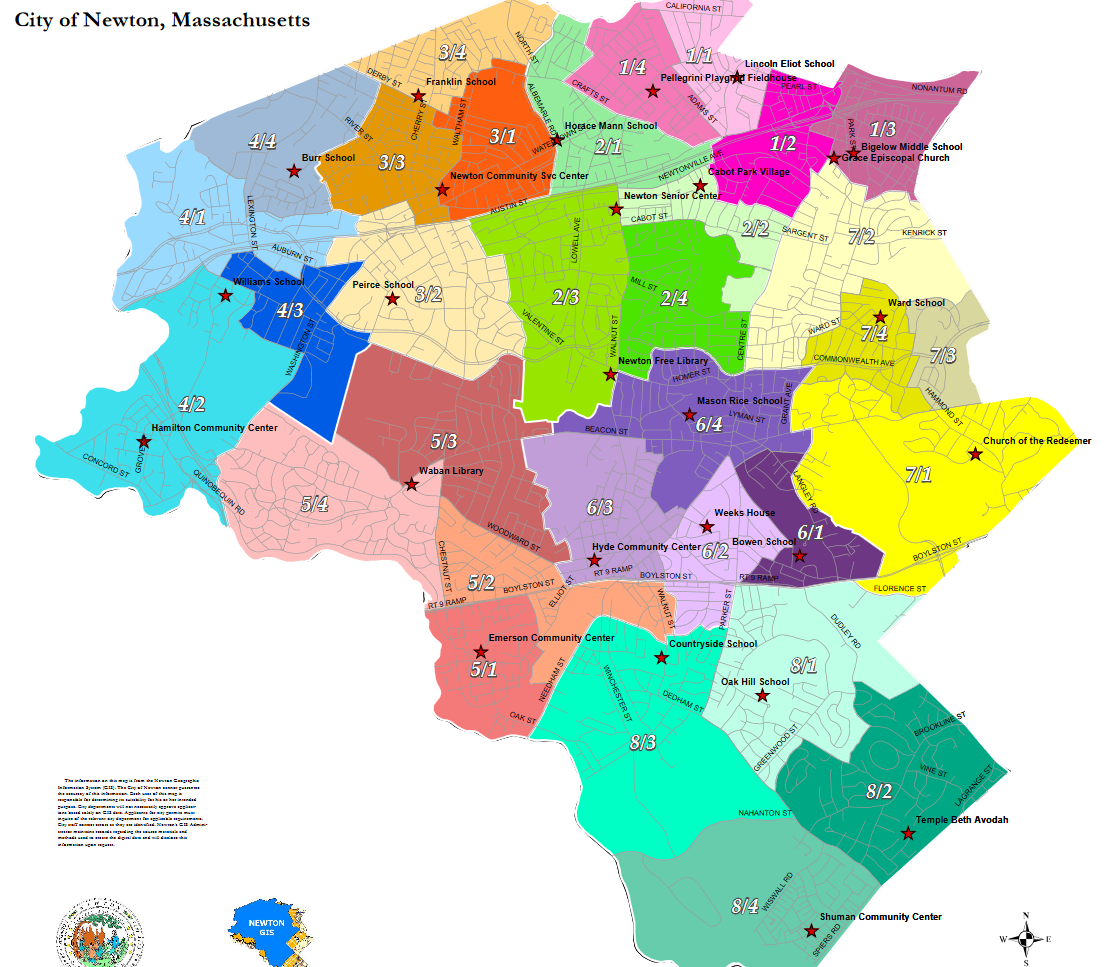 City of Newton, Massachusetts
CALIFORNIA ST
NORTH ST
3/4
1/1
1/4
DERBY ST
Lincoln Eliot School
Pellegrini Playgrnd Fieldhouse
Franklin School
CRAFTS ST
PEARL ST
NONANTUM RD
ALBEMARLE RD
ADAMS ST
CHERRY ST
WALTHAM ST
RIVER ST
4/4
3/1
Horace Mann School
2/1
1/2
PARK ST
1/3
Bigelow Middle School
Grace Episcopal Church
Burr School
3/3
NEWTONVILLE AVE
Cabot Park Village
Newton Community Svc Center
Newton Senior Center
AUSTIN ST
CABOT ST
4/1
LEXINGTON ST
LOWELL AVE
2/2
SARGENT ST
7/2
KENRICK ST
AUBURN ST
Williams School
Peirce School
3/2
2/3
MILL ST
2/4
4/3
Ward School
WARD ST
7/4
VALENTINE ST
WALNUT ST
CENTRE ST
WASHINGTON ST
7/3
Newton Free Library
COMMONWEALTH AVE
HOMER ST
4/2
GRANT AVE
HAMMOND ST
Mason Rice School
LYMAN ST
6/4
Hamilton Community Center
BEACON ST
5/3
Church of the Redeemer
CONCORD ST
GROVE
Waban Library
QUINOBEQUIN RD
LANGLEY RD
7/1
5/4
6/3
Weeks House
WOODWARD ST
6/1
Bowen School
Hyde Community Center
6/2
BOYLSTON ST
CHESTNUT ST
RT 9 RAMP
BOYLSTON ST
RT 9 RAMP
5/2
BOYLSTON ST
ELLIOT ST
FLORENCE ST
RT 9 RAMP
WALNUT ST
PARKER ST
DUDLEY RD
Emerson Community Center
Countryside School
5/1
8/1
NEEDHAM ST
WINCHESTER ST
Oak Hill School
DEDHAM ST
OAK ST
BROOKLINE ST
8/3
GREENWOOD ST
VINE ST
LAGRANGE ST
8/2
NAHANTON ST
Temple Beth Avodah
WISWALL RD
8/4
Shuman Community Center
SPIERS RD
NEWTON
GIS
N
W E
S